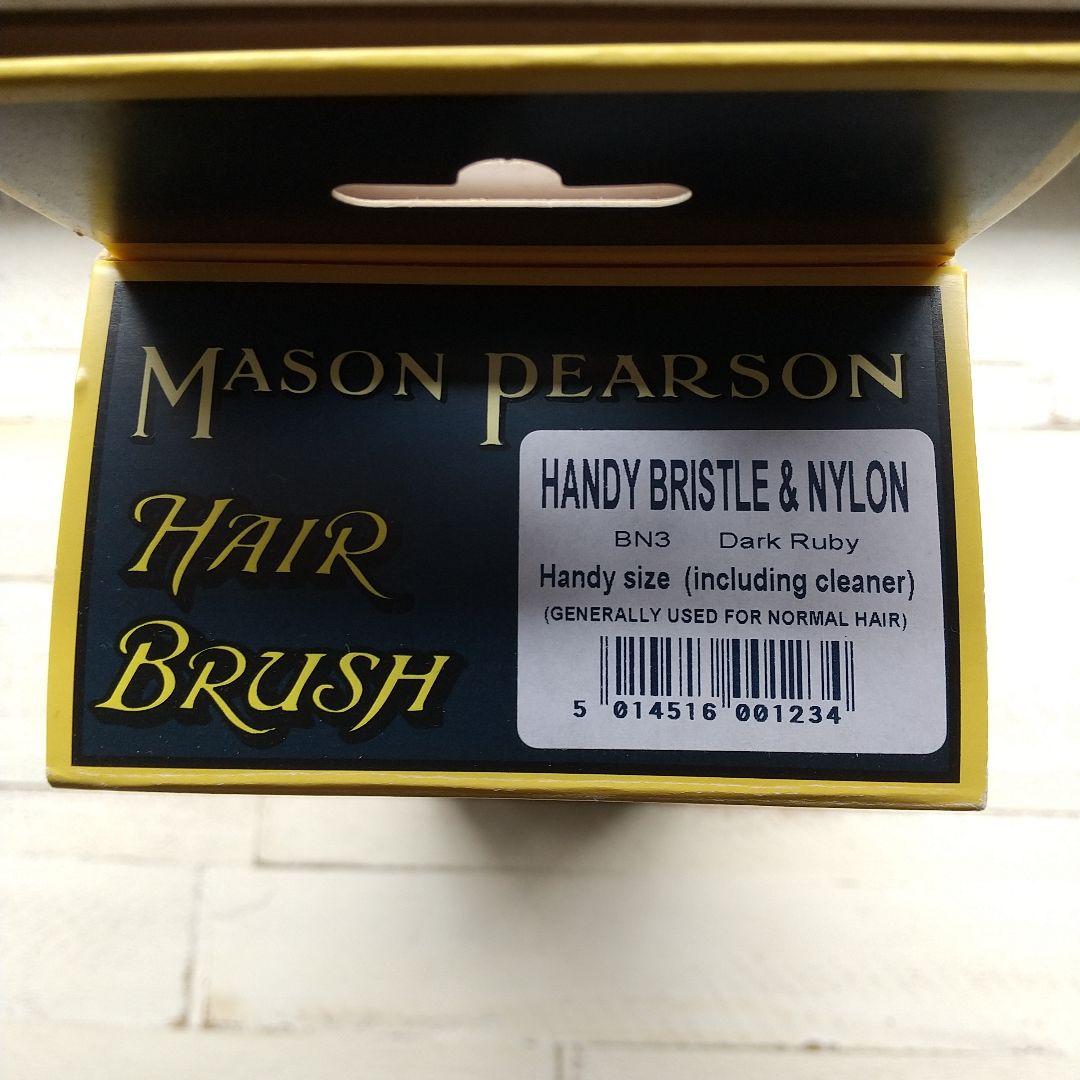 MASON PEARSON
HAIR
BRUSH
HANDY BRISTLE & NYLON
BN3 Dark Ruby
Handy size (including cleaner)
(GENERALLY USED FOR NORMAL HAIR)
5 014516 001234